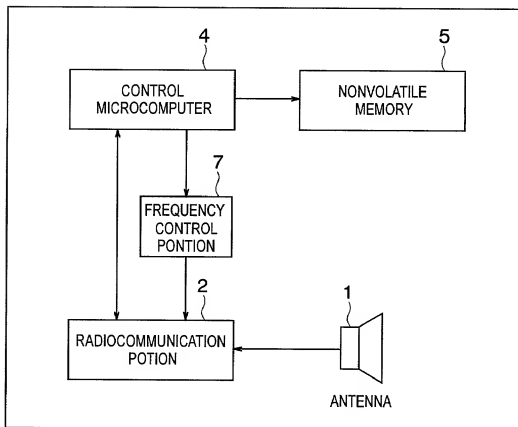 4
CONTROL
MICROCOMPUTER
5
NONVOLATILE
MEMORY
7
FREQUENCY
CONTROL
PONTION
2
RADIOCOMMUNICATION
POTION
1
ANTENNA